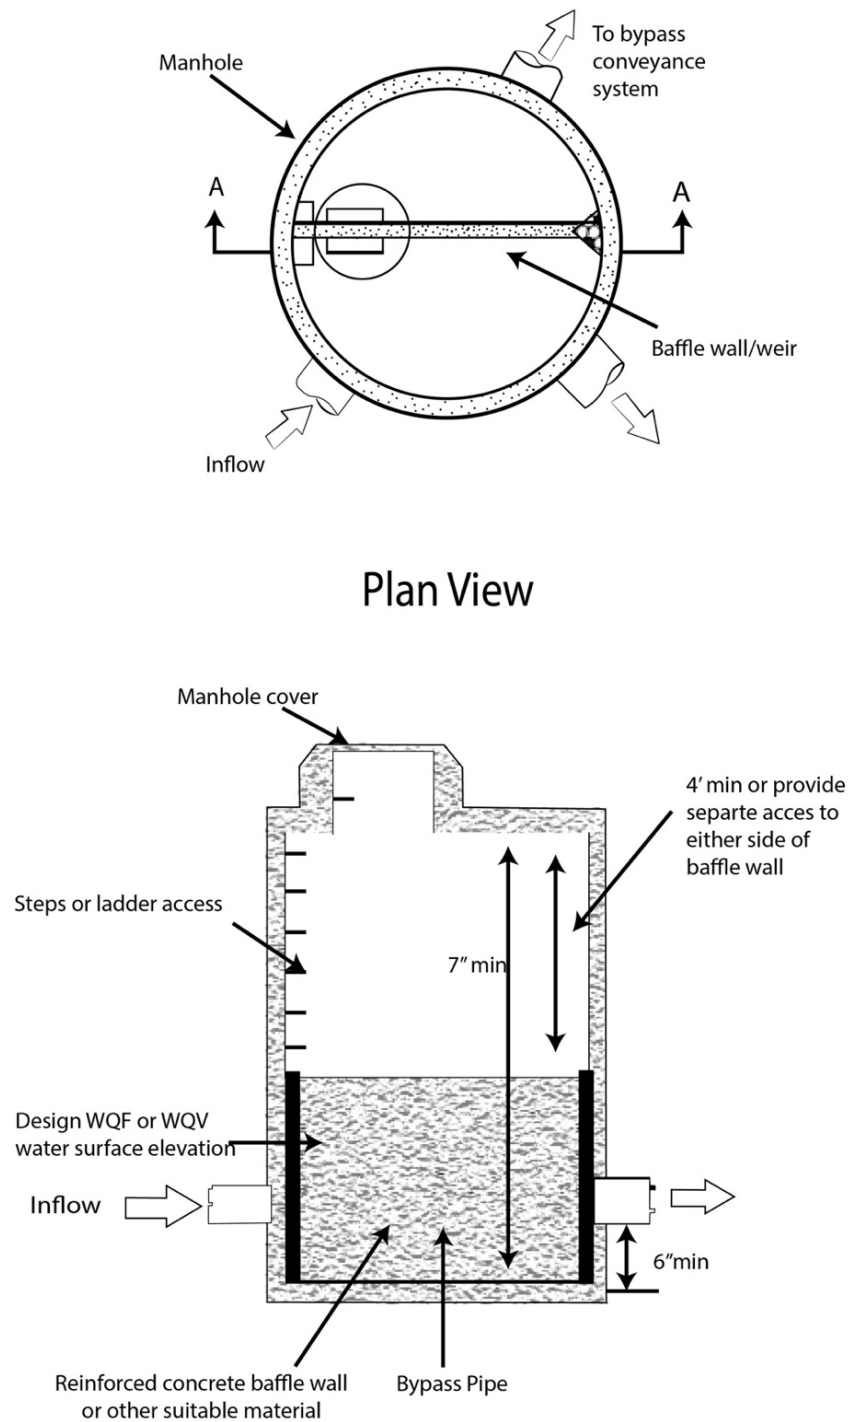 Manhole
To bypass
conveyance
system
A
A
Baffle wall/weir
Inflow
Plan View
Manhole cover
4' min or provide
separte acces to
either side of
baffle wall
Steps or ladder access
7" min
Design WQF or WQV
water surface elevation
Inflow
6"min
Reinforced concrete baffle wall
or other suitable material
Bypass Pipe